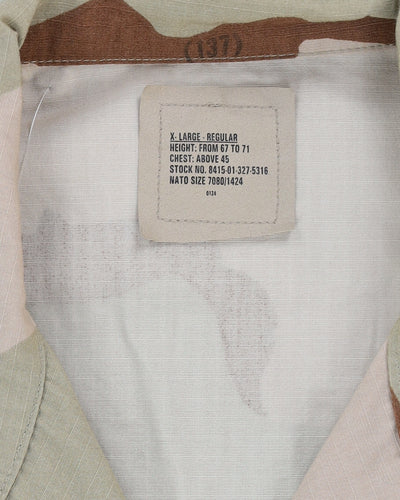 (137)
X- LARGE - REGULAR
HEIGHT: FROM 67 TO 71
CHEST: ABOVE 45
STOCK NO. 8415-01-327-5316
NATO SIZE 7080/1424
0134